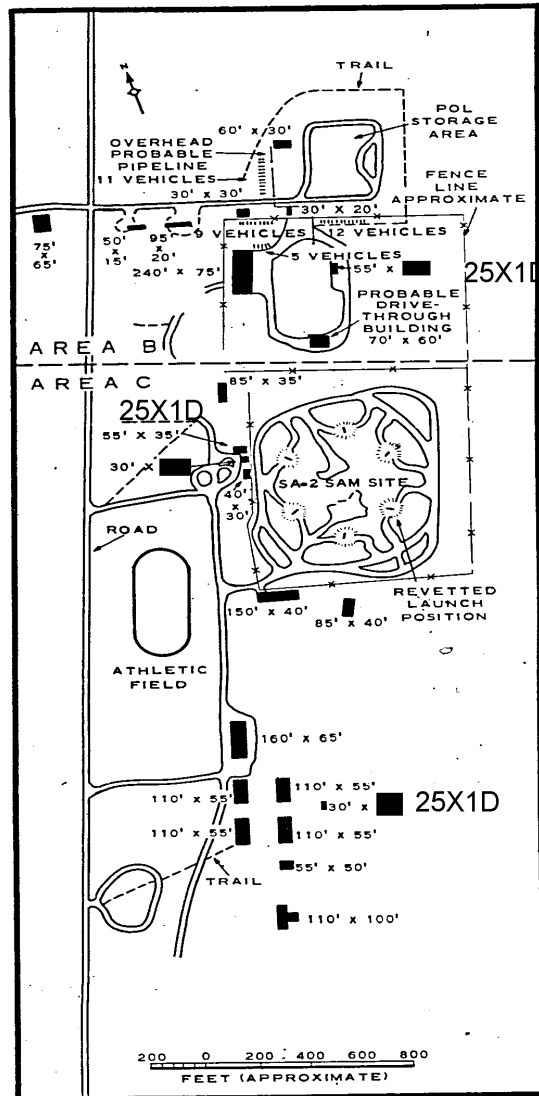 N
TRAIL
POL
STORAGE
AREA
60' x 30'
OVERHEAD
PROBABLE
PIPELINE
11 VEHICLES
30' x 30'
FENCE
LINE
APPROXIMATE
30' x 20'
9 VEHICLES
12 VEHICLES
75'
x
65'
50'
x
15'
95'
x
20'
5 VEHICLES
240' x 75'
55' x
25X1D
PROBABLE
DRIVE-
THROUGH
BUILDING
70' x 60'
AREA B
AREA C
85' x 35'
25X1D
55' x 35'
30' x
40'
x
30'
SA-2 SAM SITE
ROAD
REVETTED
LAUNCH
POSITION
150' x 40'
85' x 40'
ATHLETIC
FIELD
160' x 65'
110' x 55'
110' x 55'
30' x
25X1D
110' x 55'
110' x 55'
55' x 50'
TRAIL
110' x 100'
200 0 200 400 600 800
FEET (APPROXIMATE)